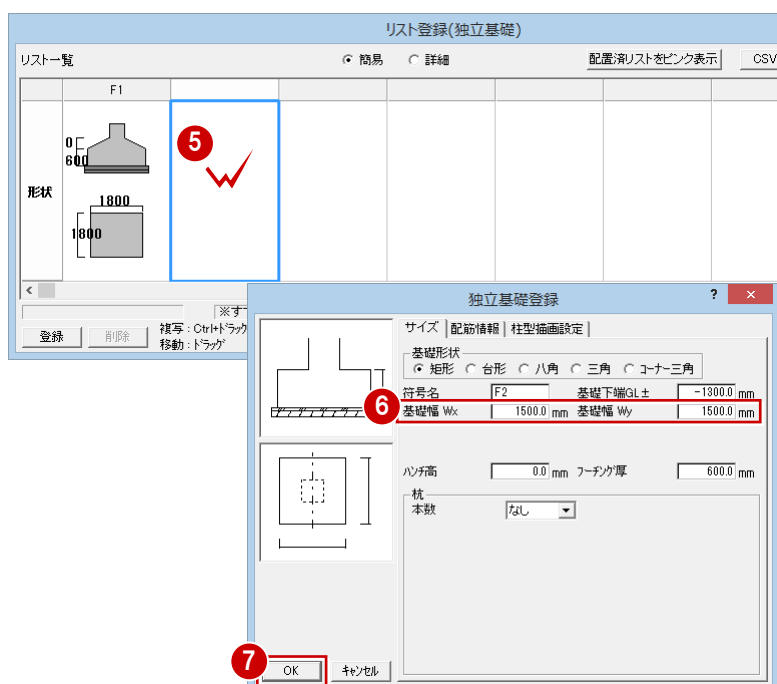 リスト登録(独立基礎)
リスト一覧 簡易 詳細 配置済リストをピンク表示 CSV
F1
形状
0
600
1800
1800
5
<
※す
登録 削除 複写：Ctrl+ドラッグ
移動：ドラッグ
独立基礎登録 ? ×
サイズ 配筋情報 柱型描画設定
基礎形状
矩形 台形 八角 三角 コーナー三角
符号名 F2 基礎下端GL± -1300.0 mm
6
基礎幅 Wx 1500.0 mm 基礎幅 Wy 1500.0 mm
ハンチ高 0.0 mm フーチング厚 600.0 mm
杭
本数 なし
7
OK キャンセル